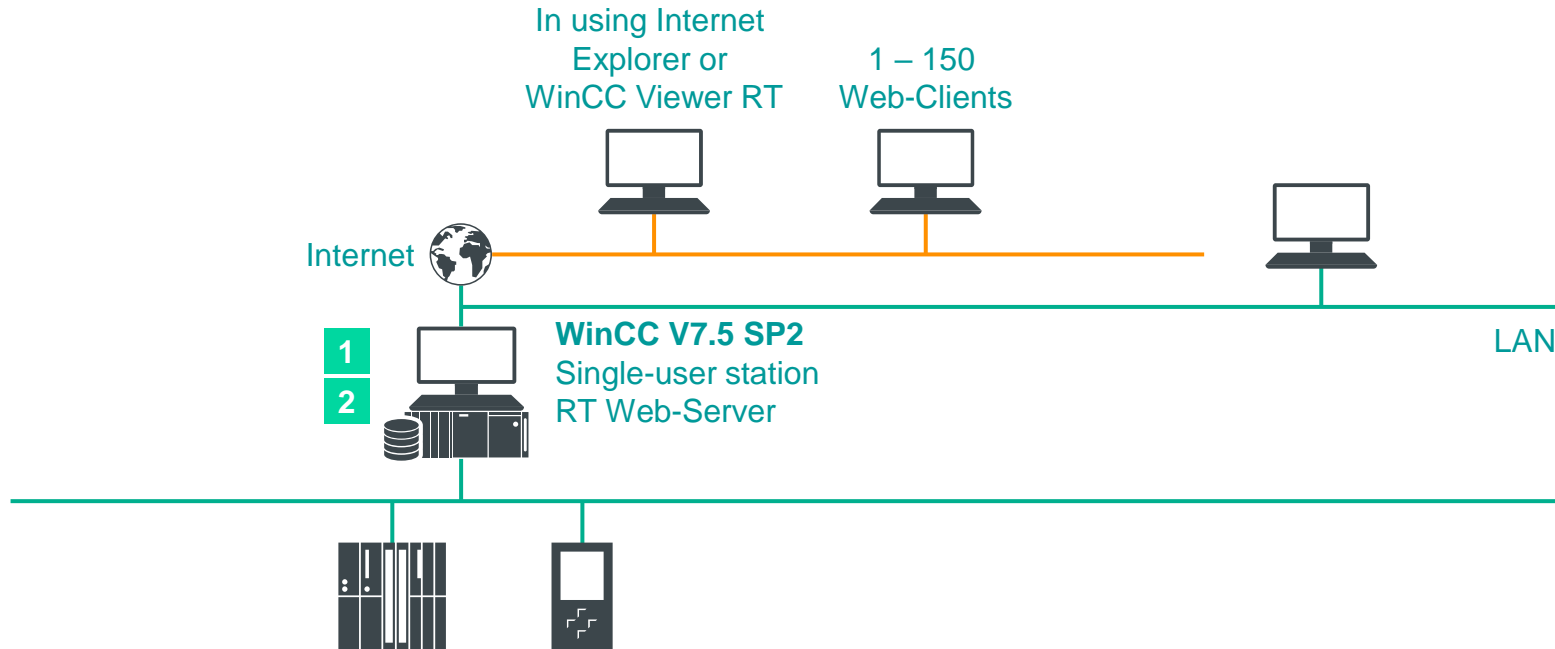 In using Internet
Explorer or
WinCC Viewer RT
1 – 150
Web-Clients
Internet
LAN
1
2
WinCC V7.5 SP2
Single-user station
RT Web-Server